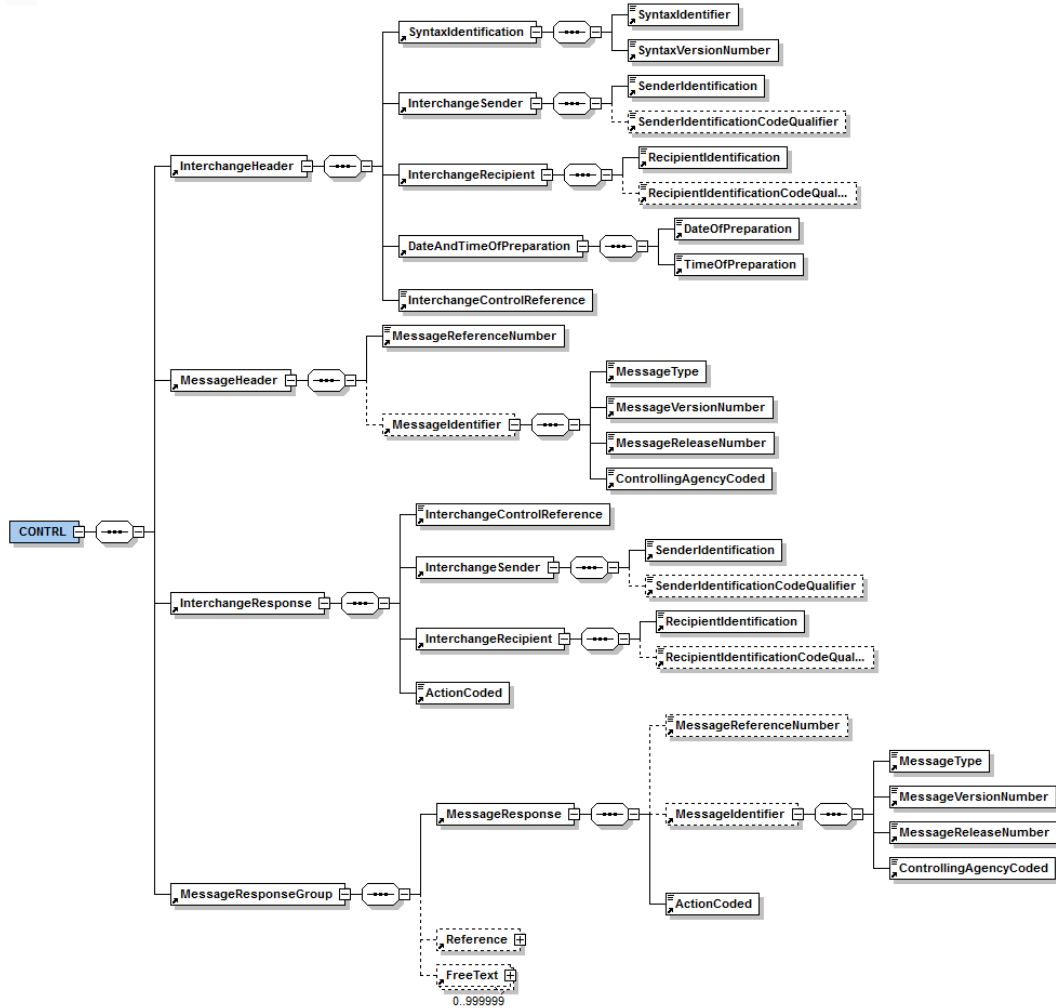 SyntaxIdentifier
SyntaxIdentification
SyntaxVersionNumber
SenderIdentification
InterchangeSender
SenderIdentificationCodeQualifier
RecipientIdentification
InterchangeHeader
InterchangeRecipient
RecipientIdentificationCodeQual...
DateOfPreparation
DateAndTimeOfPreparation
TimeOfPreparation
InterchangeControlReference
MessageReferenceNumber
MessageType
MessageHeader
MessageVersionNumber
MessageIdentifier
MessageReleaseNumber
ControllingAgencyCoded
InterchangeControlReference
CONTRL
SenderIdentification
InterchangeSender
SenderIdentificationCodeQualifier
InterchangeResponse
RecipientIdentification
InterchangeRecipient
RecipientIdentificationCodeQual...
ActionCoded
MessageReferenceNumber
MessageType
MessageVersionNumber
MessageResponse
MessageIdentifier
MessageReleaseNumber
ControllingAgencyCoded
MessageResponseGroup
ActionCoded
Reference
FreeText
0..999999